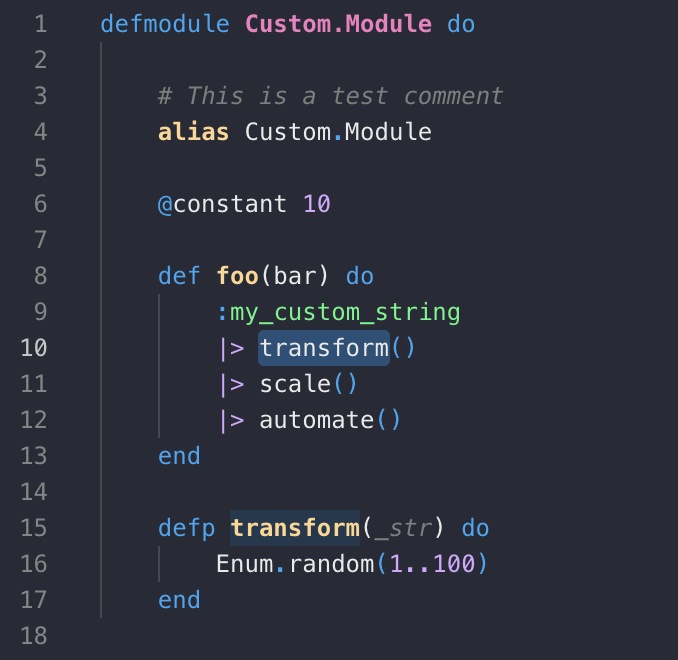 1 defmodule Custom.Module do
2
3 # This is a test comment
4 alias Custom.Module
5
6 @constant 10
7
8 def foo(bar) do
9 :my_custom_string
10 |> transform()
11 |> scale()
12 |> automate()
13 end
14
15 defp transform(_str) do
16 Enum.random(1..100)
17 end
18